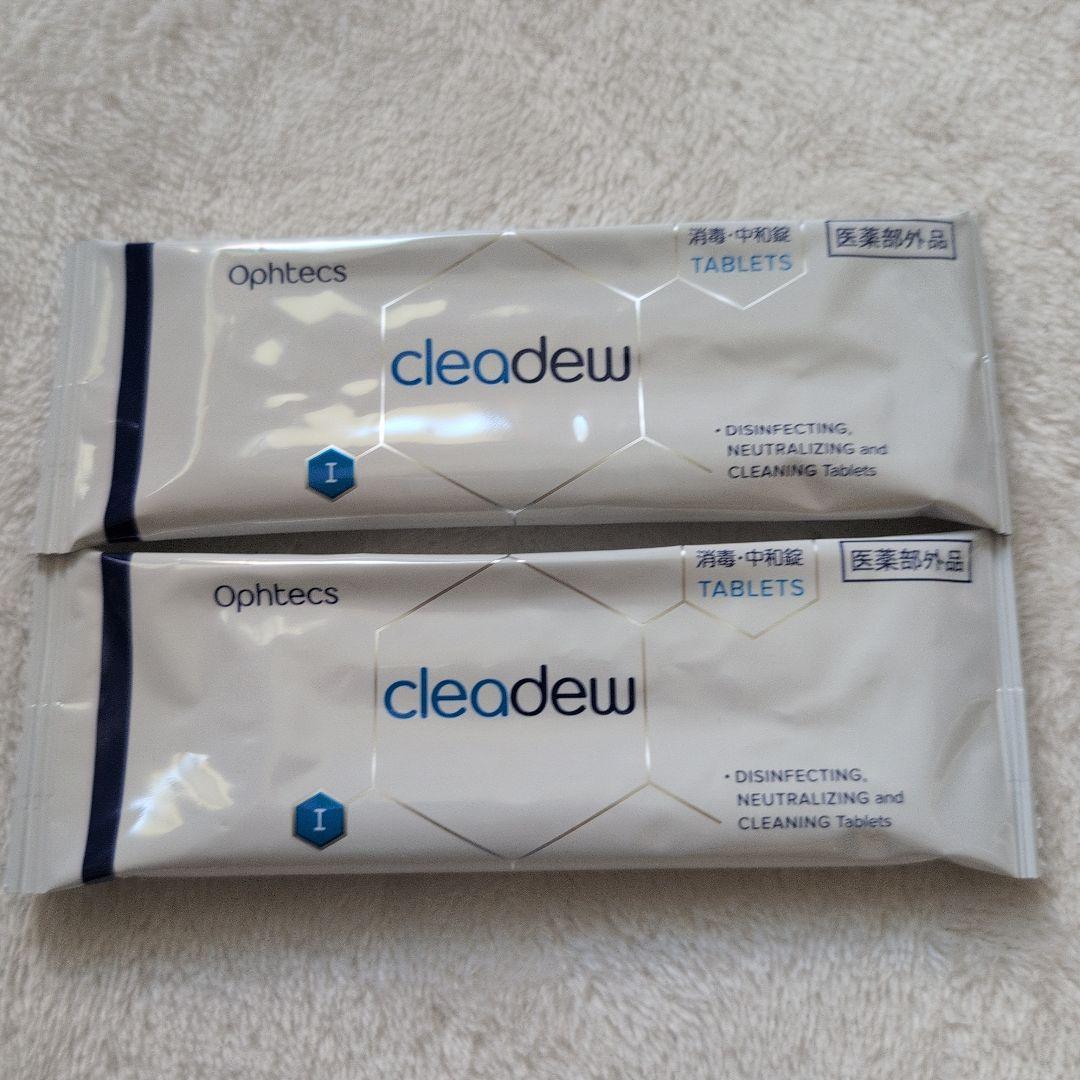 Ophtecs
消毒・中和錠
TABLETS
医薬部外品
cleadew
I
・DISINFECTING,
NEUTRALIZING and
CLEANING Tablets
Ophtecs
消毒・中和錠
TABLETS
医薬部外品
cleadew
I
・DISINFECTING,
NEUTRALIZING and
CLEANING Tablets